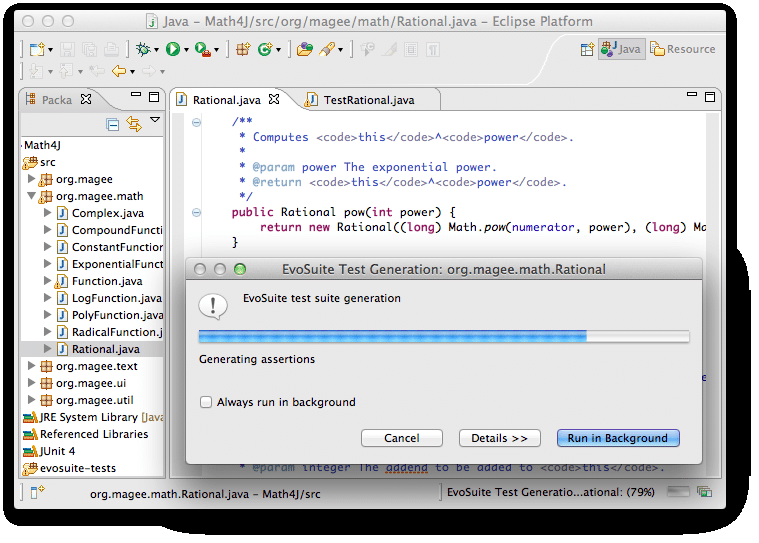 Java – Math4J/src/org/magee/math/Rational.java – Eclipse Platform
Java
Resource
Packa
Rational.java
TestRational.java
Math4J
src
org.magee
org.magee.math
Complex.java
CompoundFuncti
ConstantFunction
ExponentialFunct
Function.java
LogFunction.java
PolyFunction.java
RadicalFunction.j
Rational.java
org.magee.text
org.magee.ui
org.magee.util
JRE System Library [Java
Referenced Libraries
JUnit 4
evosuite-tests
/**
* Computes <code>this</code>^<code>power</code>.
*
* @param power The exponential power.
* @return <code>this</code>^<code>power</code>.
*/
public Rational pow(int power) {
return new Rational((long) Math.pow(numerator, power), (long) Ma
}
EvoSuite Test Generation: org.magee.math.Rational
EvoSuite test suite generation
Generating assertions
Always run in background
Cancel
Details >>
Run in Background
* @param integer The addend to be added to <code>this</code>.
org.magee.math.Rational.java – Math4J/src
EvoSuite Test Generatio...ational: (79%)